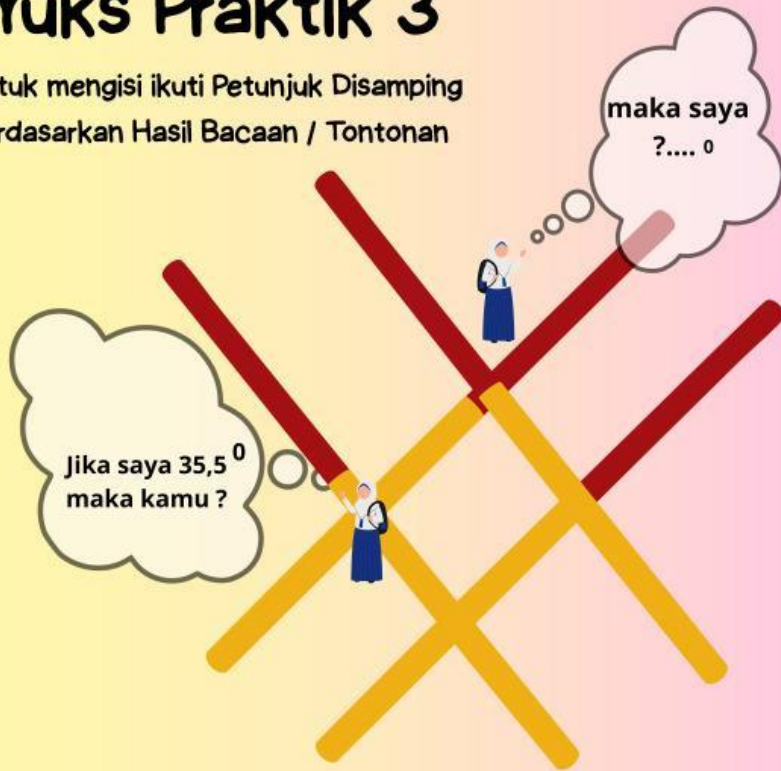 Yuks Praktik 3
tuk mengisi ikuti Petunjuk Disamping
rdasarkan Hasil Bacaan / Tontonan
maka saya
?.... 0
Jika saya 35,5 0
maka kamu ?